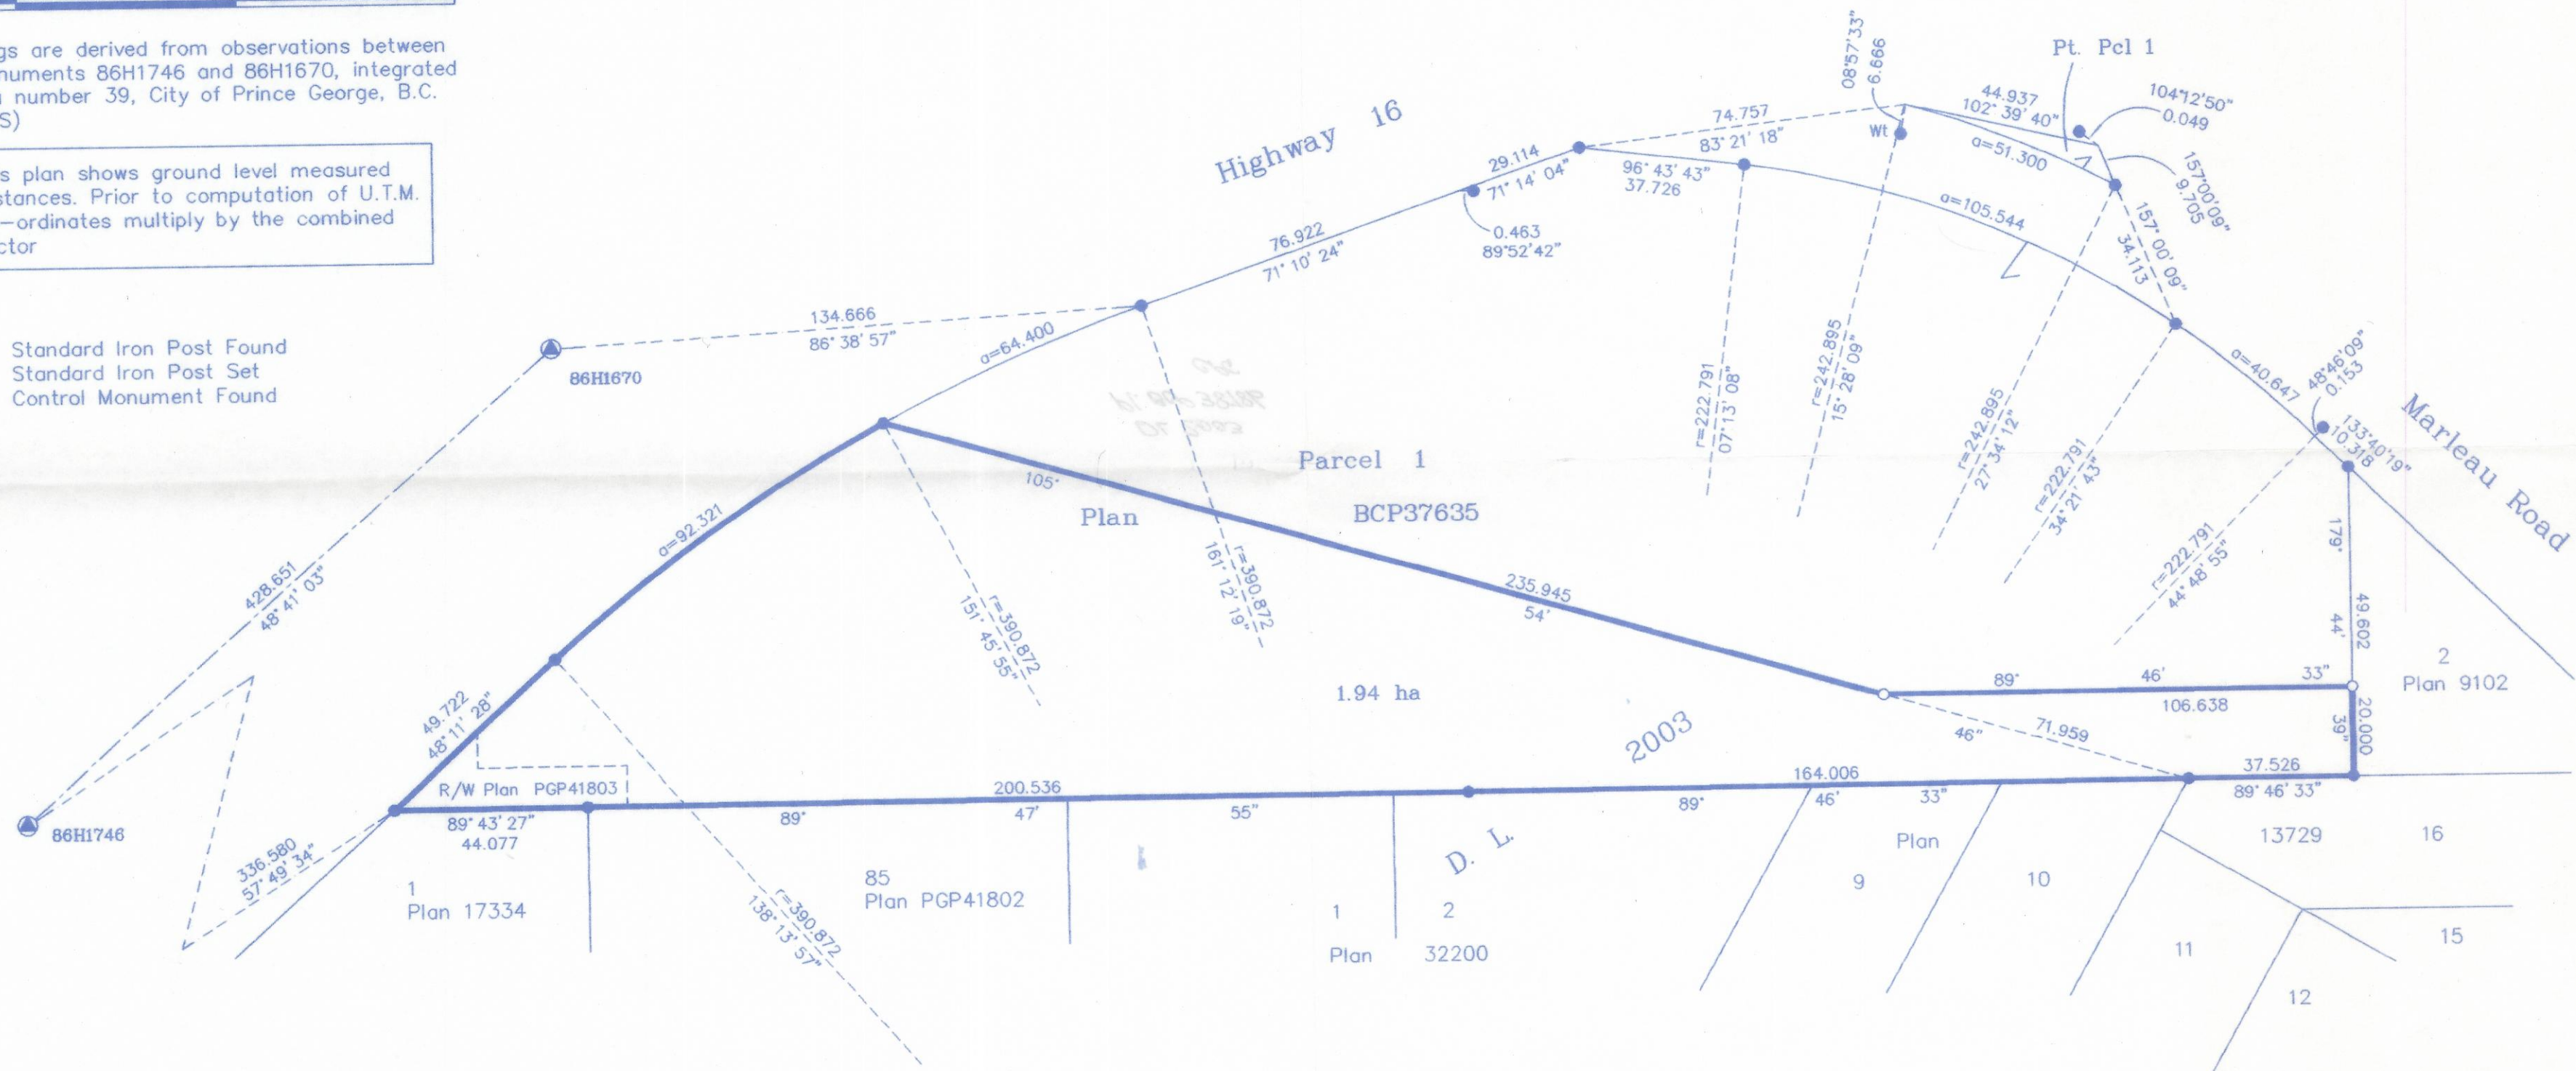 gs are derived from observations between
numents 86H1746 and 86H1670, integrated
number 39, City of Prince George, B.C.
S)
s plan shows ground level measured
stances. Prior to computation of U.T.M.
-ordinates multiply by the combined
ctor
Standard Iron Post Found
Standard Iron Post Set
Control Monument Found
Highway 16
Pt. Pcl 1
08°57'33"
6.666
Wt
44.937
102° 39' 40"
104°12'50"
0.049
a=51.300
157°00'09"
9.705
74.757
83° 21' 18"
29.114
71° 14' 04"
96° 43' 43"
37.726
0.463
89°52'42"
76.922
71° 10' 24"
a=105.544
157° 00' 09"
34.113
134.666
86° 38' 57"
86H1670
a=64.400
r=222.791
07° 13' 08"
r=242.895
15° 28' 09"
r=242.895
27° 34' 12"
r=222.791
34° 21' 43"
r=222.791
44° 48' 55"
a=40.647
48°46'09"
0.153
133°40'19"
10.318
Marleau Road
Parcel 1
Plan BCP37635
105°
235.945
54'
46"
71.959
a=92.321
428.651
48° 41' 03"
r=390.872
151° 45' 55"
r=390.872
161° 12' 19"
179°
49.602
44'
20.000
39"
2
Plan 9102
89° 46' 33"
106.638
1.94 ha
49.722
48° 11' 28"
R/W Plan PGP41803
86H1746
336.580
57° 49' 34"
89° 43' 27"
44.077
200.536
89° 47' 55"
164.006
89° 46' 33"
37.526
89° 46' 33"
D. L. 2003
1
Plan 17334
85
Plan PGP41802
r=390.872
138° 13' 57"
1 2
Plan 32200
Plan 13729
9
10
11
12
15
16